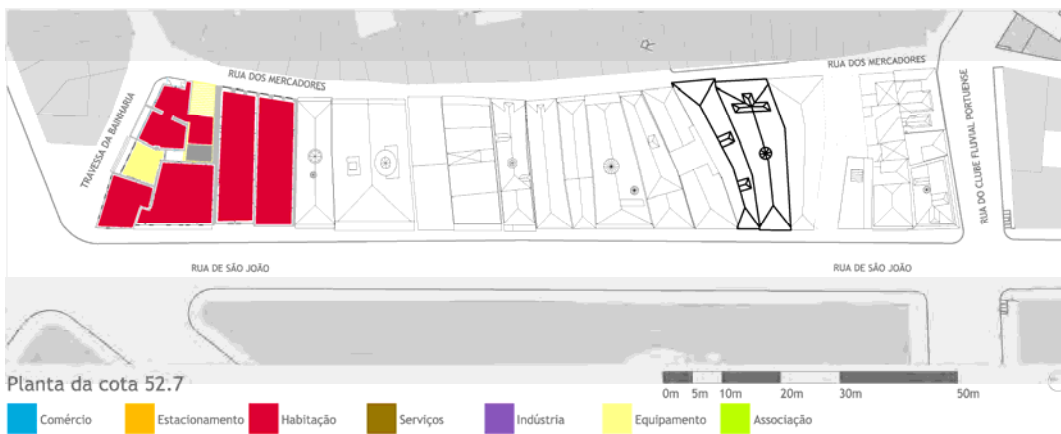 RUA DOS MERCADORES
RUA DOS MERCADORES
TRAVESSA DA BAINHARIA
RUA DO CLUBE FLUVIAL PORTUENSE
RUA DE SÃO JOÃO
RUA DE SÃO JOÃO
Planta da cota 52.7
0m 5m 10m 20m 30m 50m
Comércio Estacionamento Habitação Serviços Indústria Equipamento Associação